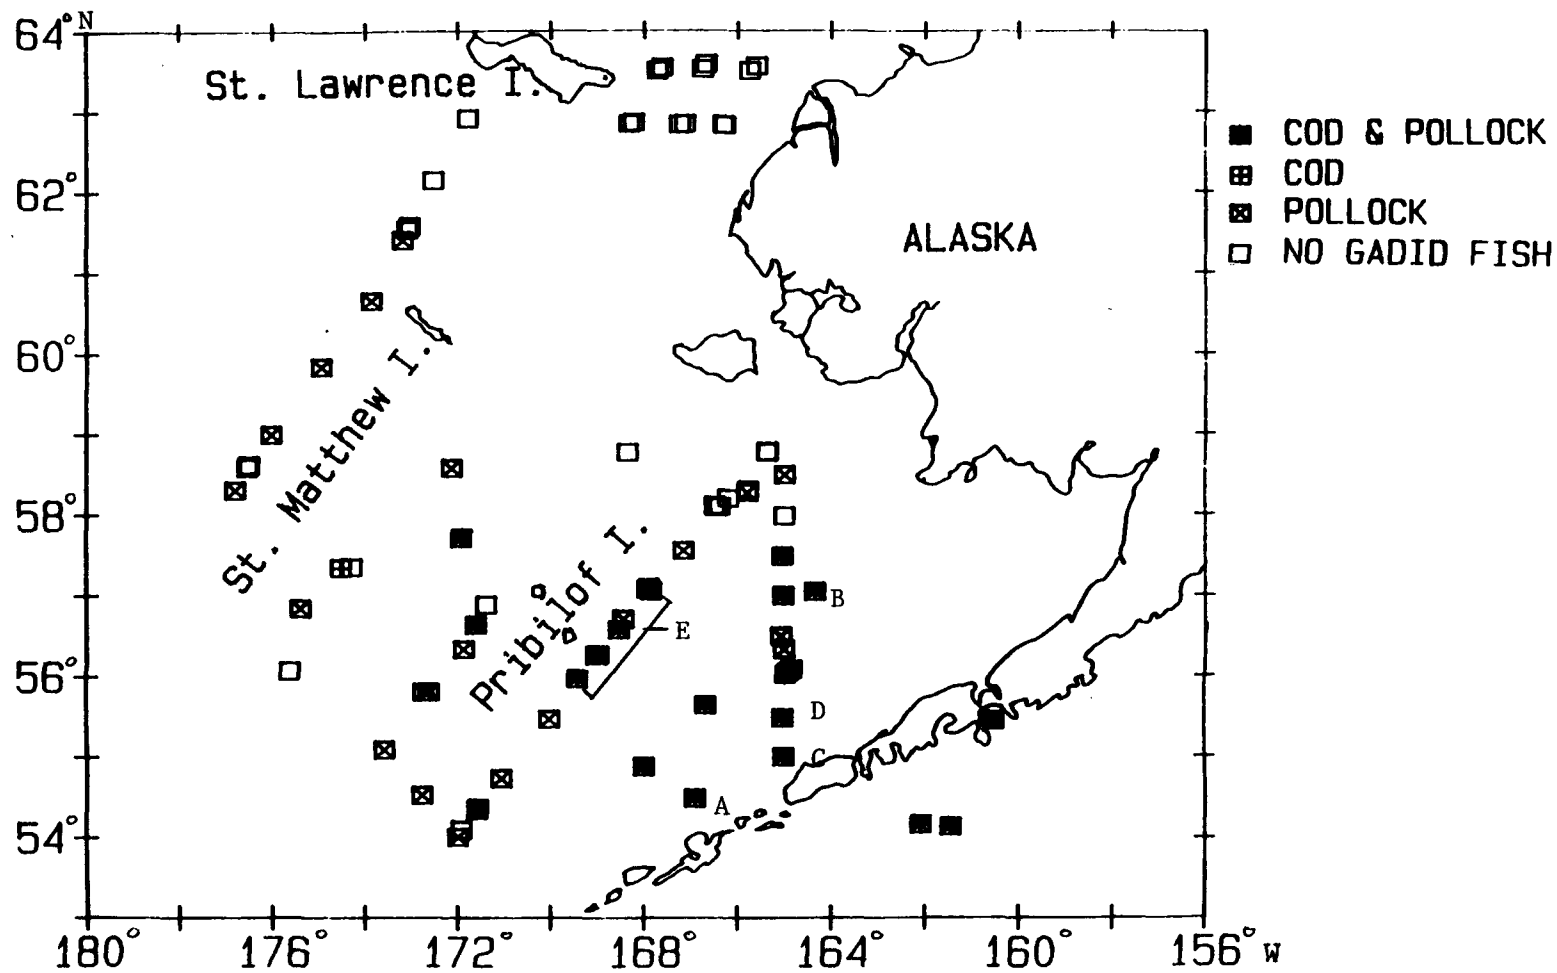 64°N
St. Lawrence I.
COD & POLLOCK
COD
POLLOCK
NO GADID FISH
62°
ALASKA
60°
St. Matthew I.
58°
Pribilof I.
B
E
56°
D
C
A
54°
180° 176° 172° 168° 164° 160° 156° W